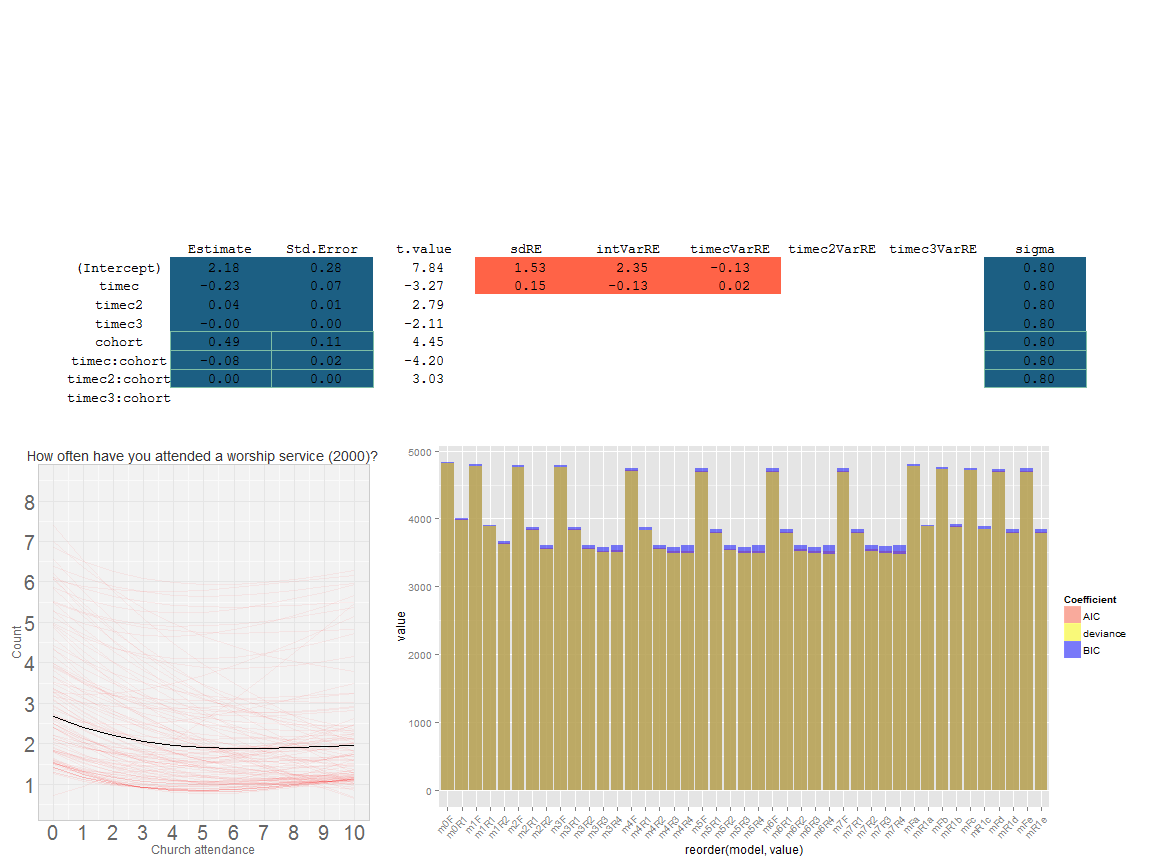 Estimate Std.Error t.value sdRE intVarRE timecVarRE timec2VarRE timec3VarRE sigma
(Intercept) 2.18 0.28 7.84 1.53 2.35 −0.13 0.80
timec −0.23 0.07 −3.27 0.15 −0.13 0.02 0.80
timec2 0.04 0.01 2.79 0.80
timec3 −0.00 0.00 −2.11 0.80
cohort 0.49 0.11 4.45 0.80
timec:cohort −0.08 0.02 −4.20 0.80
timec2:cohort 0.00 0.00 3.03 0.80
timec3:cohort
How often have you attended a worship service (2000)?
Count
8
7
6
5
4
3
2
1
0 1 2 3 4 5 6 7 8 9 10
Church attendance
value
5000
4000
3000
2000
1000
0
m0F m0R1 m1F m1R1 m1R2 m2F m2R1 m2R2 m3F m3R1 m3R2 m3R3 m3R4 m4F m4R1 m4R2 m4R3 m4R4 m5F m5R1 m5R2 m5R3 m5R4 m6F m6R1 m6R2 m6R3 m6R4 m7F m7R1 m7R2 m7R3 m7R4 mFa mR1a mFb mR1b mFc mR1c mFd mR1d mFe mR1e
reorder(model, value)
Coefficient
AIC
deviance
BIC